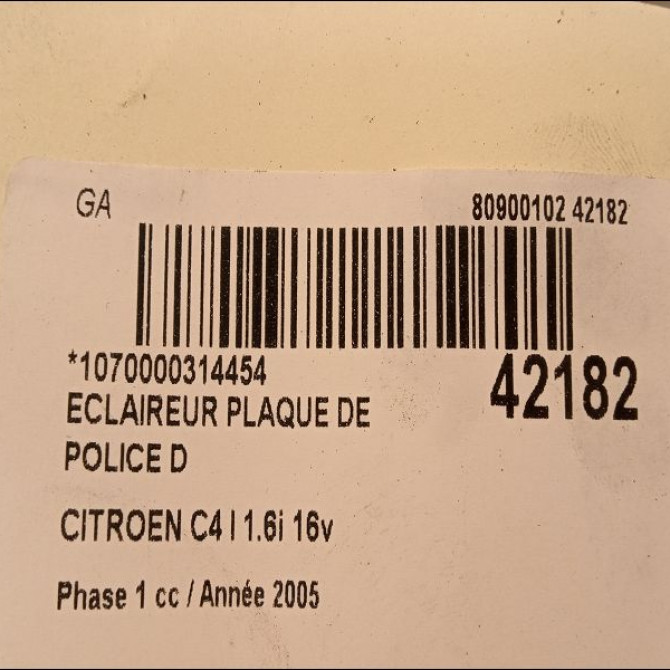 GA 80900102 42182
*1070000314454
42182
ECLAIREUR PLAQUE DE
POLICE D
CITROEN C4 I 1.6i 16v
Phase 1 cc / Année 2005